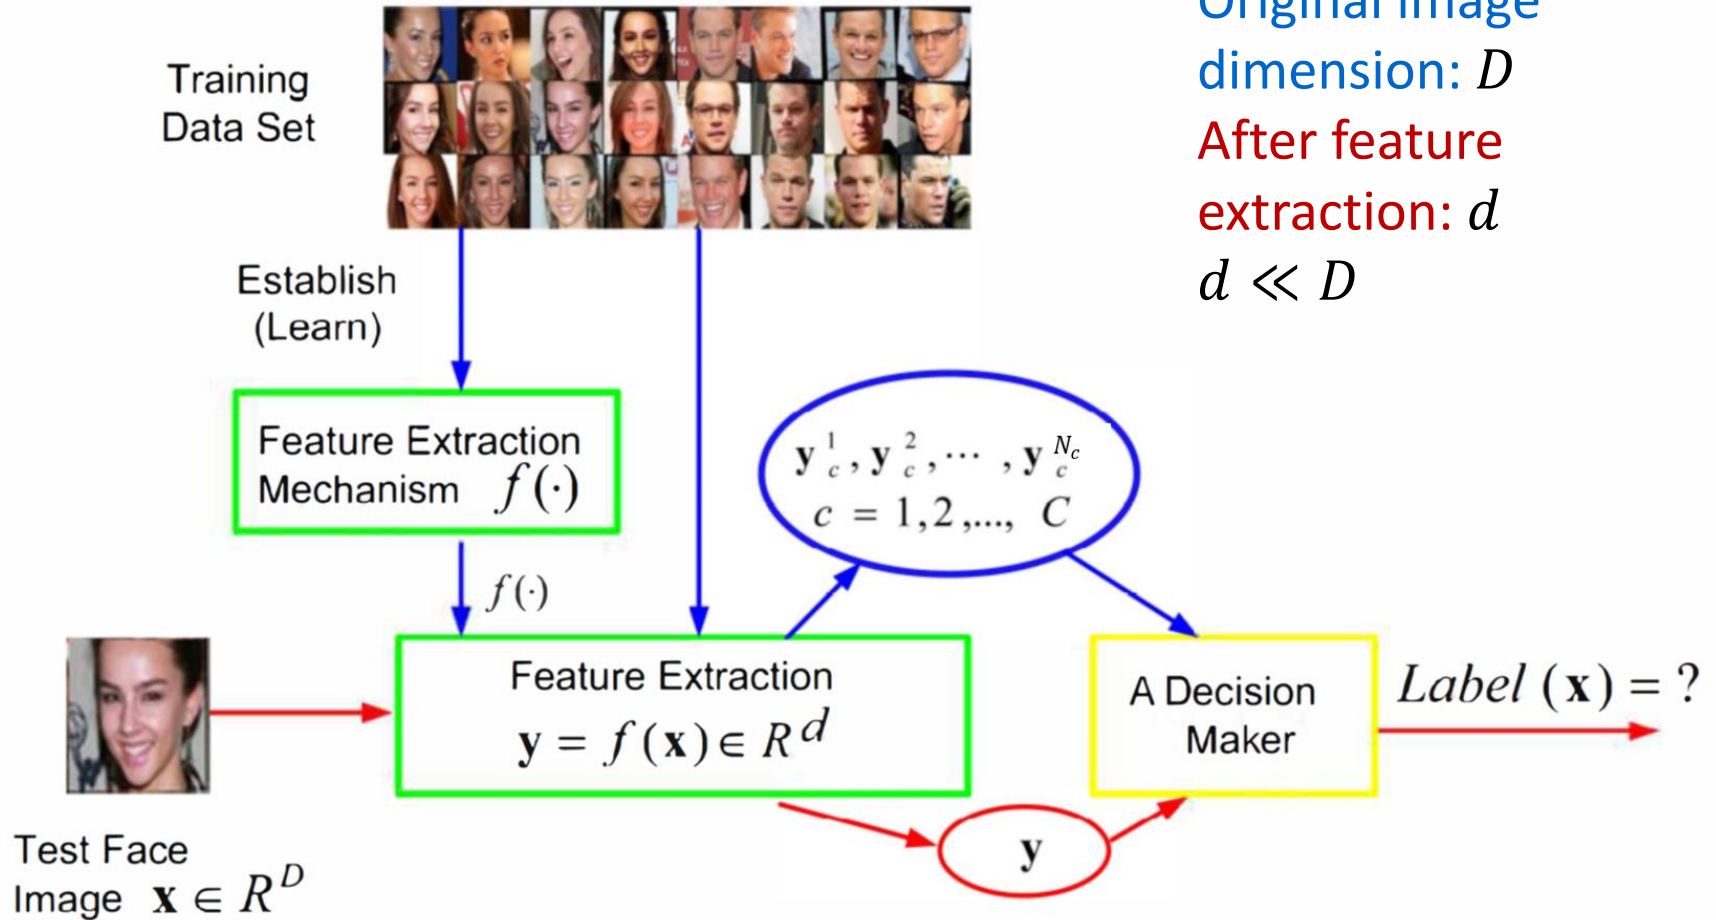 Original Image
dimension: D
After feature
extraction: d
d ≪ D
Training
Data Set
Establish
(Learn)
Feature Extraction
Mechanism f(·)
f(·)
y_c^1, y_c^2, ⋯ , y_c^{N_c}
c = 1,2,..., C
Feature Extraction
y = f(x) ∈ R^d
A Decision
Maker
Label (x) = ?
y
Test Face
Image x ∈ R^D